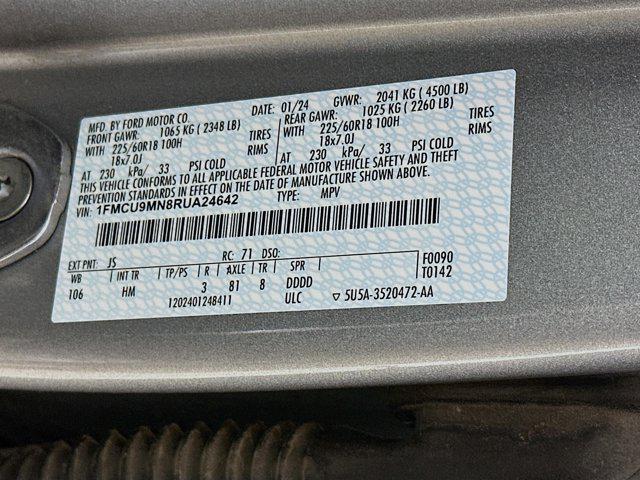 MFD. BY FORD MOTOR CO. DATE: 01/24 GVWR: 2041 KG ( 4500 LB)
FRONT GAWR: 1065 KG ( 2348 LB) REAR GAWR: 1025 KG ( 2260 LB)
WITH 225/60R18 100H TIRES WITH 225/60R18 100H TIRES
18x7.0J RIMS 18x7.0J RIMS
AT 230 kPa/ 33 PSI COLD AT 230 kPa/ 33 PSI COLD
THIS VEHICLE CONFORMS TO ALL APPLICABLE FEDERAL MOTOR VEHICLE SAFETY AND THEFT
PREVENTION STANDARDS IN EFFECT ON THE DATE OF MANUFACTURE SHOWN ABOVE.
VIN: 1FMCU9MN8RUA24642 TYPE: MPV
EXT PNT: JS RC: 71 DSO: F0090
WB INT TR TP/PS R AXLE TR SPR T0142
106 HM 3 81 8 DDDD
120240124841 1 ULC ▽ 5U5A-3520472-AA